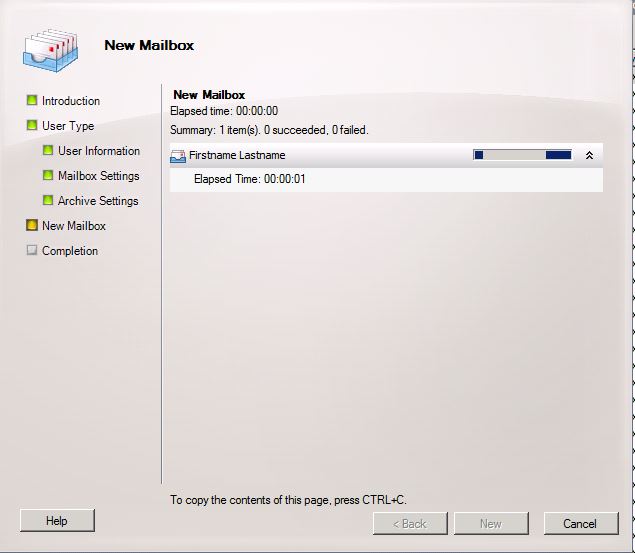 New Mailbox
Introduction
User Type
User Information
Mailbox Settings
Archive Settings
New Mailbox
Completion
New Mailbox
Elapsed time: 00:00:00
Summary: 1 item(s). 0 succeeded, 0 failed.
Firstname Lastname
Elapsed Time: 00:00:01
To copy the contents of this page, press CTRL+C.
Help
< Back
New
Cancel